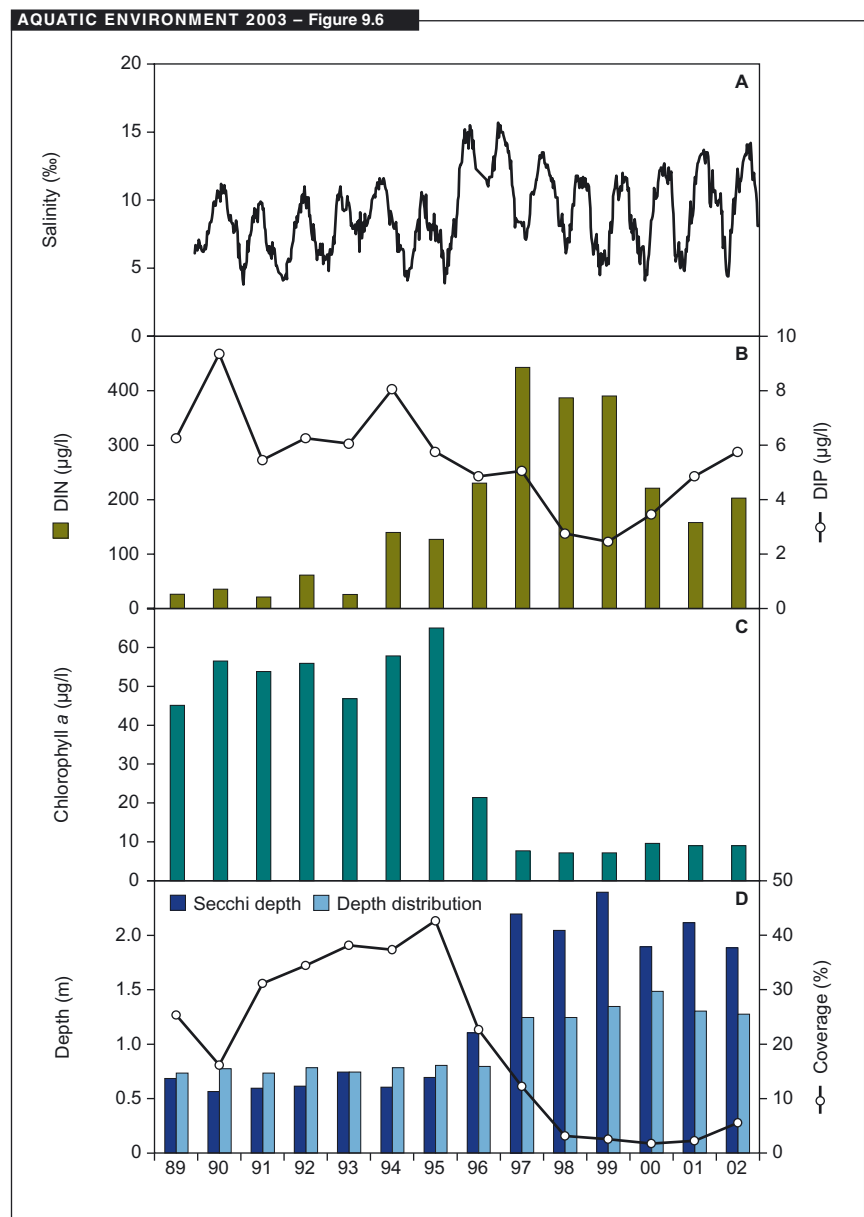 AQUATIC ENVIRONMENT 2003 – Figure 9.6
A
20
15
10
5
0
Salinity (‰)
B
400
300
200
100
0
DIN (µg/l)
10
8
6
4
2
0
DIP (µg/l)
C
60
50
40
30
20
10
0
Chlorophyll a (µg/l)
D
Secchi depth Depth distribution
2.0
1.5
1.0
0.5
0
Depth (m)
50
40
30
20
10
0
Coverage (%)
89 90 91 92 93 94 95 96 97 98 99 00 01 02